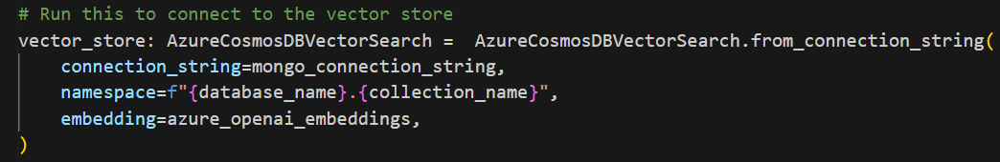 # Run this to connect to the vector store
vector_store: AzureCosmosDBVectorSearch =  AzureCosmosDBVectorSearch.from_connection_string(
    connection_string=mongo_connection_string,
    namespace=f"{database_name}.{collection_name}",
    embedding=azure_openai_embeddings,
)